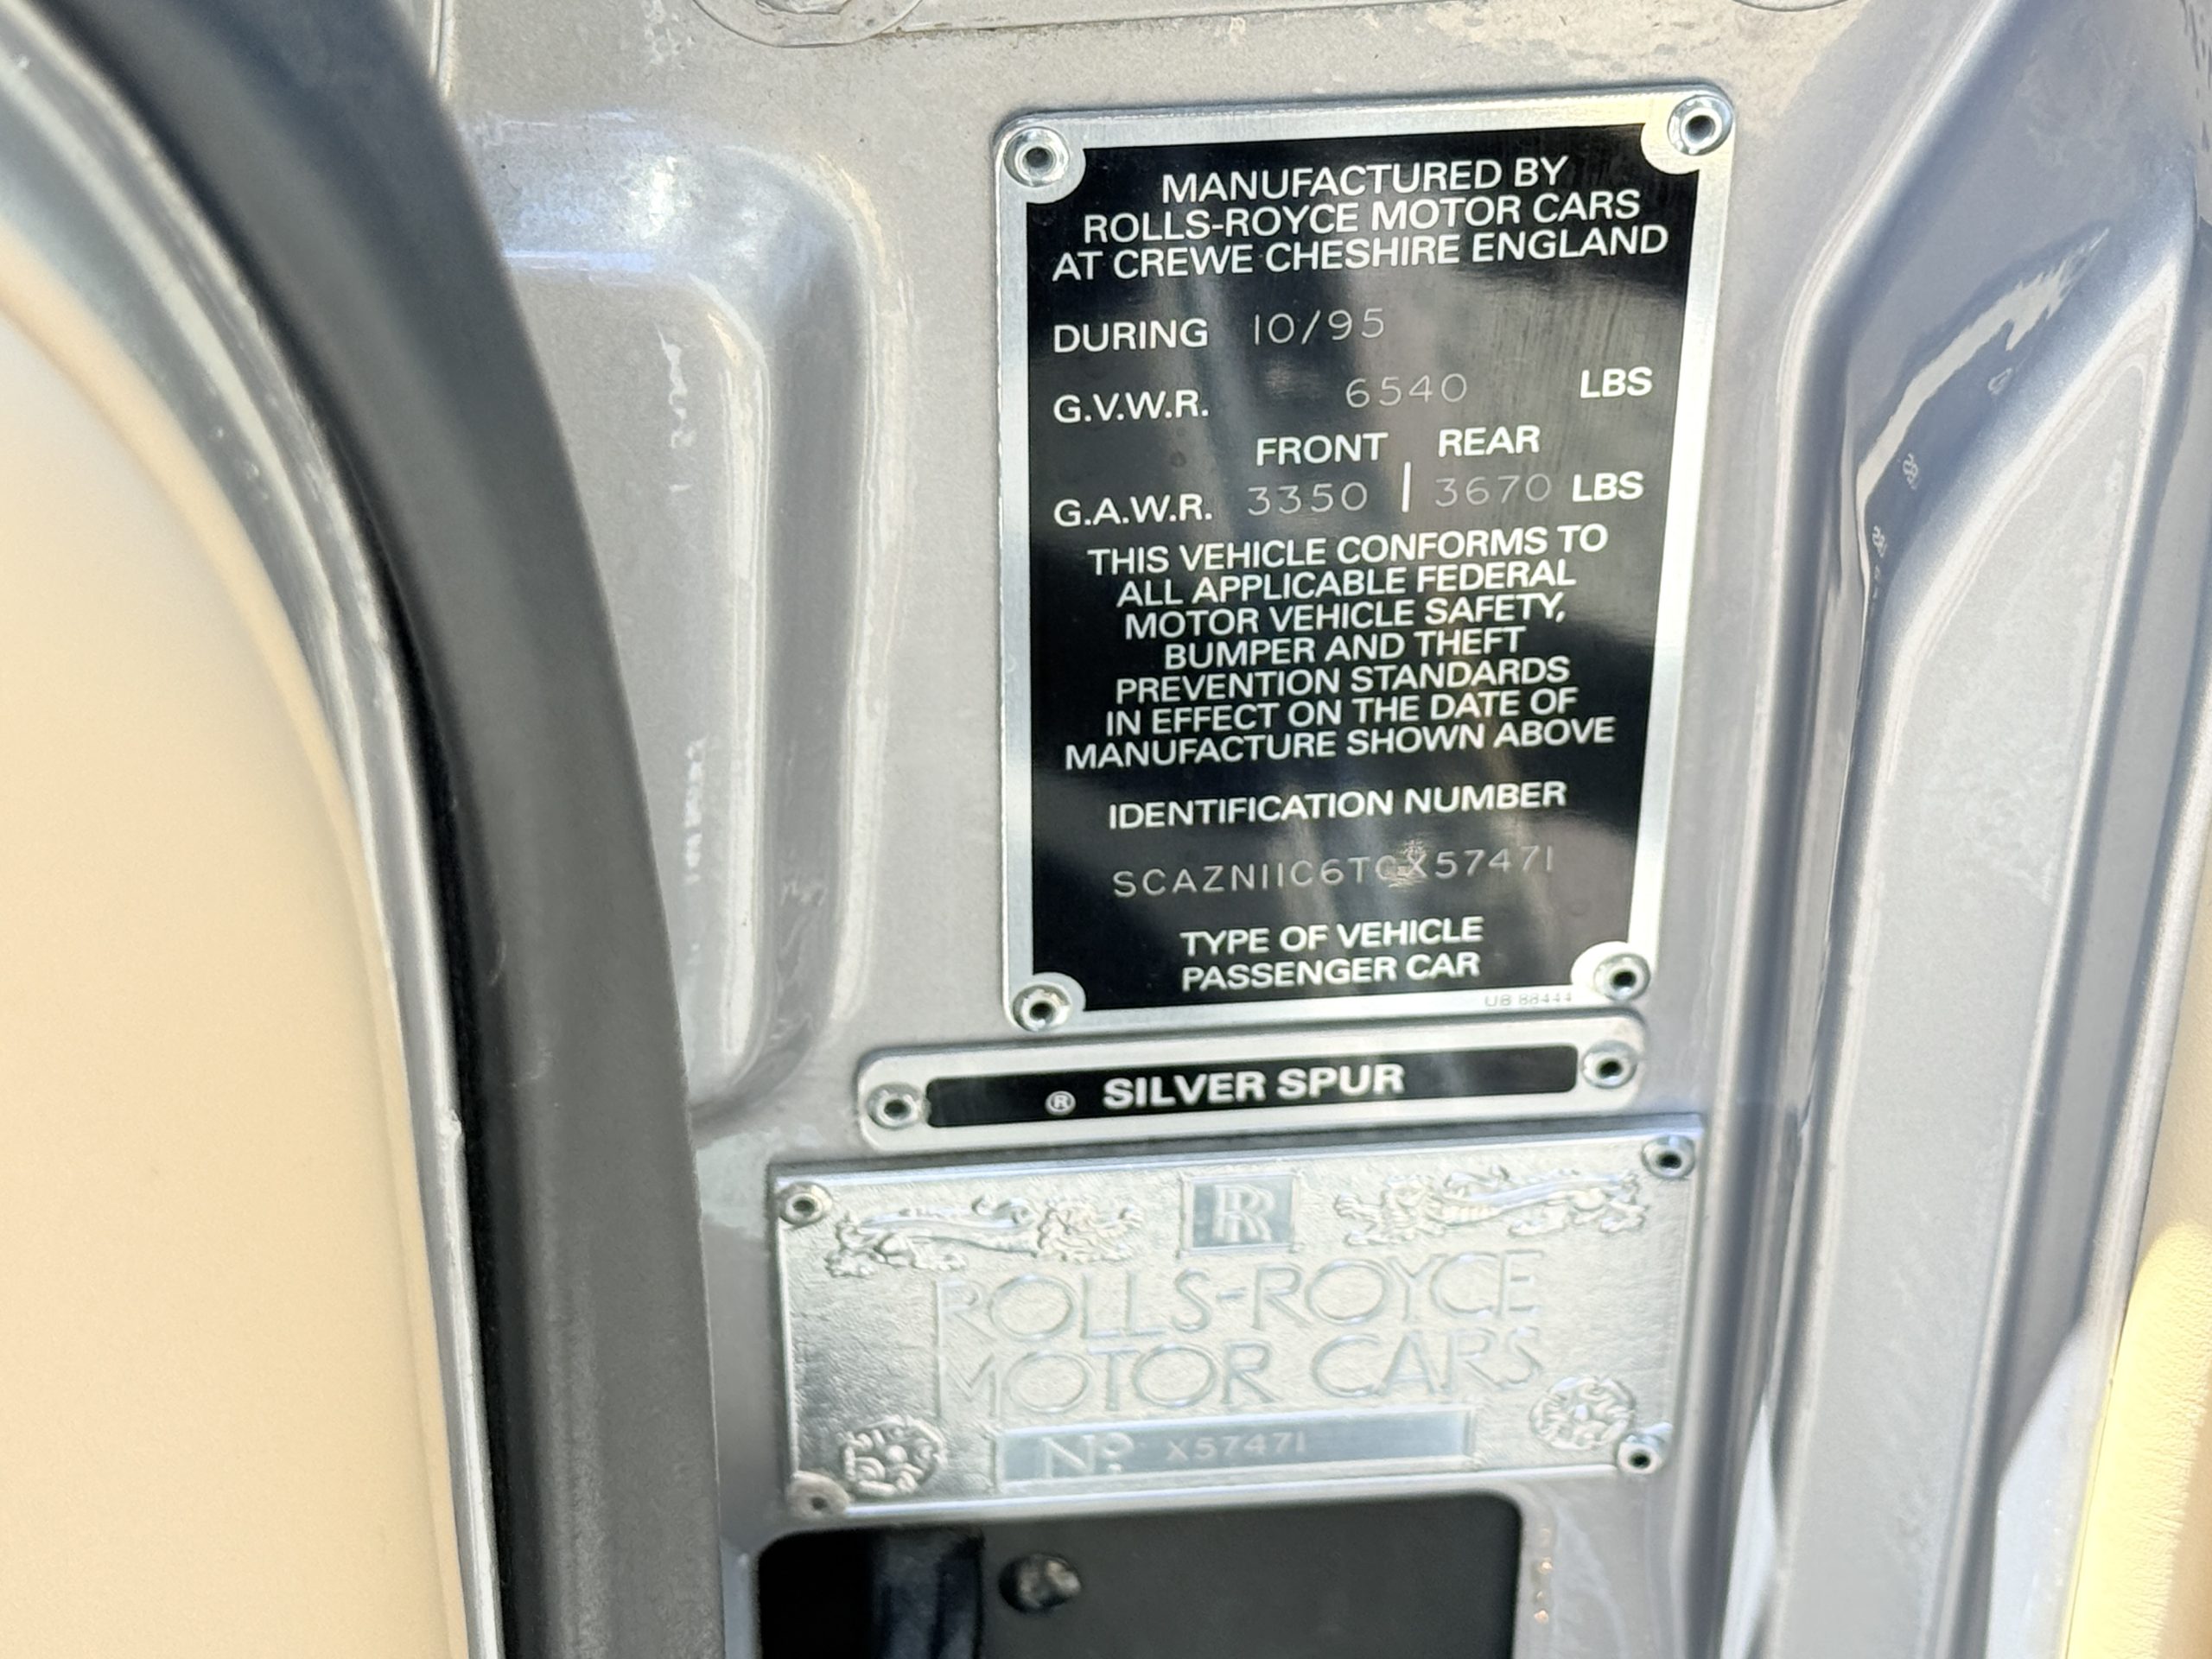 MANUFACTURED BY
ROLLS-ROYCE MOTOR CARS
AT CREWE CHESHIRE ENGLAND
DURING 10/95
G.V.W.R. 6540 LBS
FRONT REAR
G.A.W.R. 3350 | 3670 LBS
THIS VEHICLE CONFORMS TO
ALL APPLICABLE FEDERAL
MOTOR VEHICLE SAFETY,
BUMPER AND THEFT
PREVENTION STANDARDS
IN EFFECT ON THE DATE OF
MANUFACTURE SHOWN ABOVE
IDENTIFICATION NUMBER
SCAZN11C6TCX57471
TYPE OF VEHICLE
PASSENGER CAR
UB 88444
® SILVER SPUR
RR
ROLLS-ROYCE
MOTOR CARS
Nº X57471